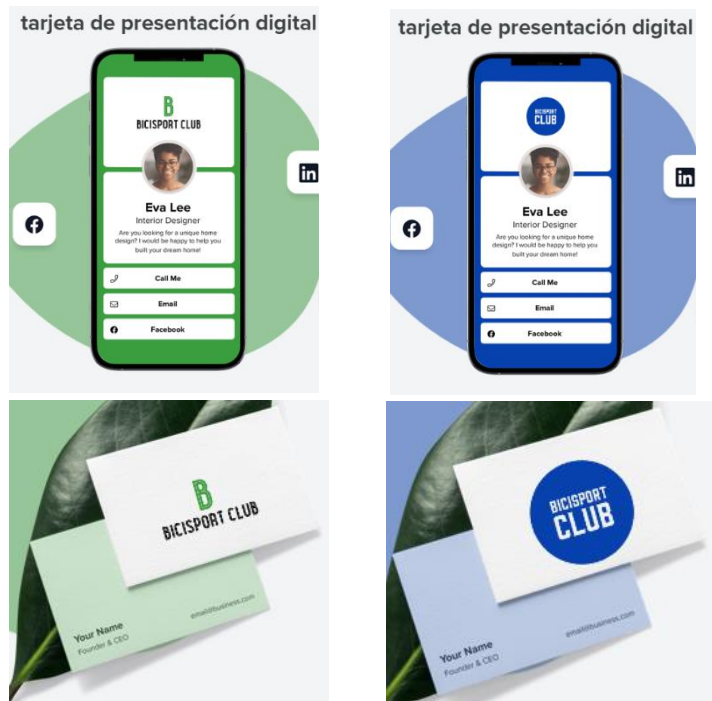 tarjeta de presentación digital
B
BICISPORT CLUB
in
Eva Lee
Interior Designer
Are you looking for a unique home
design? I would be happy to help you
built your dream home!
Call Me
Email
Facebook
tarjeta de presentación digital
BICISPORT
CLUB
in
Eva Lee
Interior Designer
Are you looking for a unique home
design? I would be happy to help you
built your dream home!
Call Me
Email
Facebook
B
BICISPORT CLUB
Your Name
Founder & CEO
email@business.com
BICISPORT
CLUB
Your Name
Founder & CEO
email@business.com